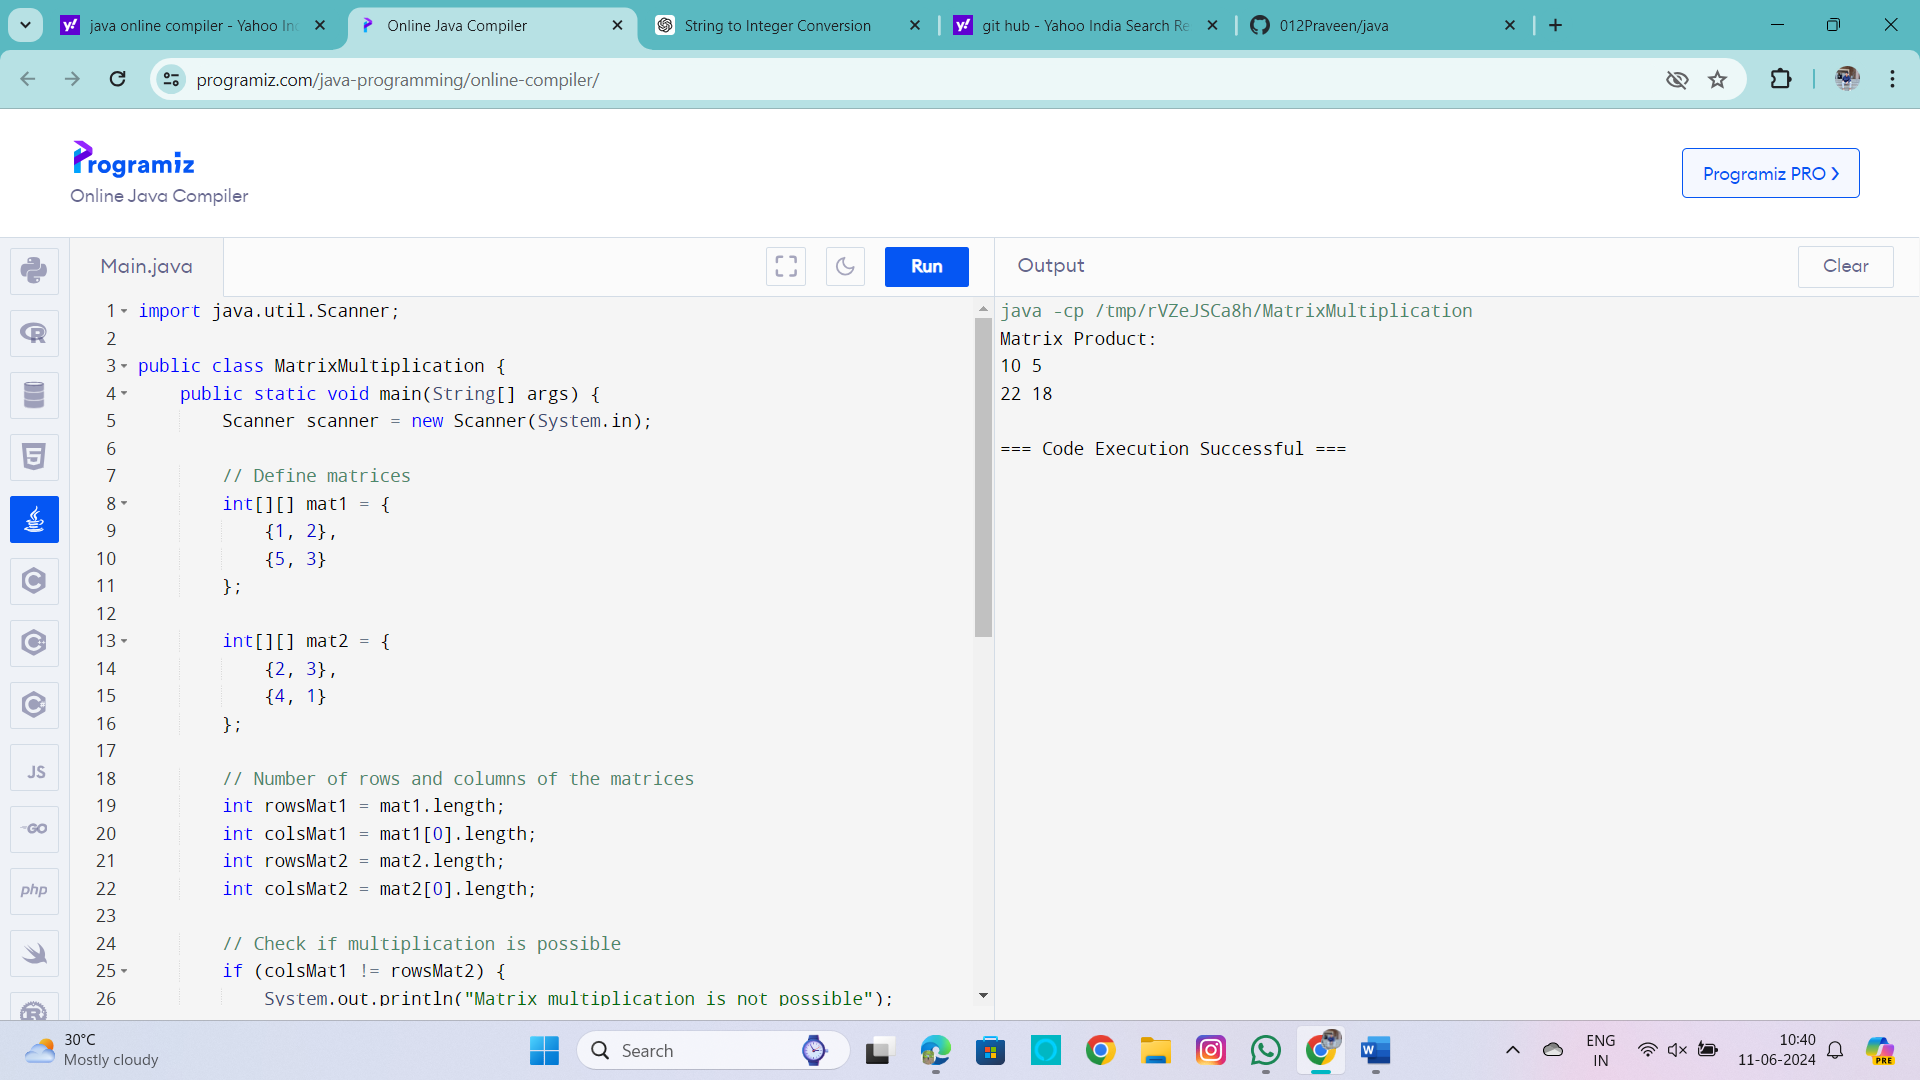 java online compiler - Yahoo In
Online Java Compiler
String to Integer Conversion
git hub - Yahoo India Search Re
012Praveen/java
programiz.com/java-programming/online-compiler/
Programiz
Online Java Compiler
Programiz PRO
Main.java
Run
Output
Clear
1 import java.util.Scanner;
2
3 public class MatrixMultiplication {
4     public static void main(String[] args) {
5         Scanner scanner = new Scanner(System.in);
6
7         // Define matrices
8         int[][] mat1 = {
9             {1, 2},
10             {5, 3}
11         };
12
13         int[][] mat2 = {
14             {2, 3},
15             {4, 1}
16         };
17
18         // Number of rows and columns of the matrices
19         int rowsMat1 = mat1.length;
20         int colsMat1 = mat1[0].length;
21         int rowsMat2 = mat2.length;
22         int colsMat2 = mat2[0].length;
23
24         // Check if multiplication is possible
25         if (colsMat1 != rowsMat2) {
26             System.out.println("Matrix multiplication is not possible");
java -cp /tmp/rVZeJSCa8h/MatrixMultiplication
Matrix Product:
10 5
22 18
=== Code Execution Successful ===
R
5
C
C
C
JS
GO
php
R
30°C
Mostly cloudy
Search
W
ENG
IN
10:40
11-06-2024
PRE